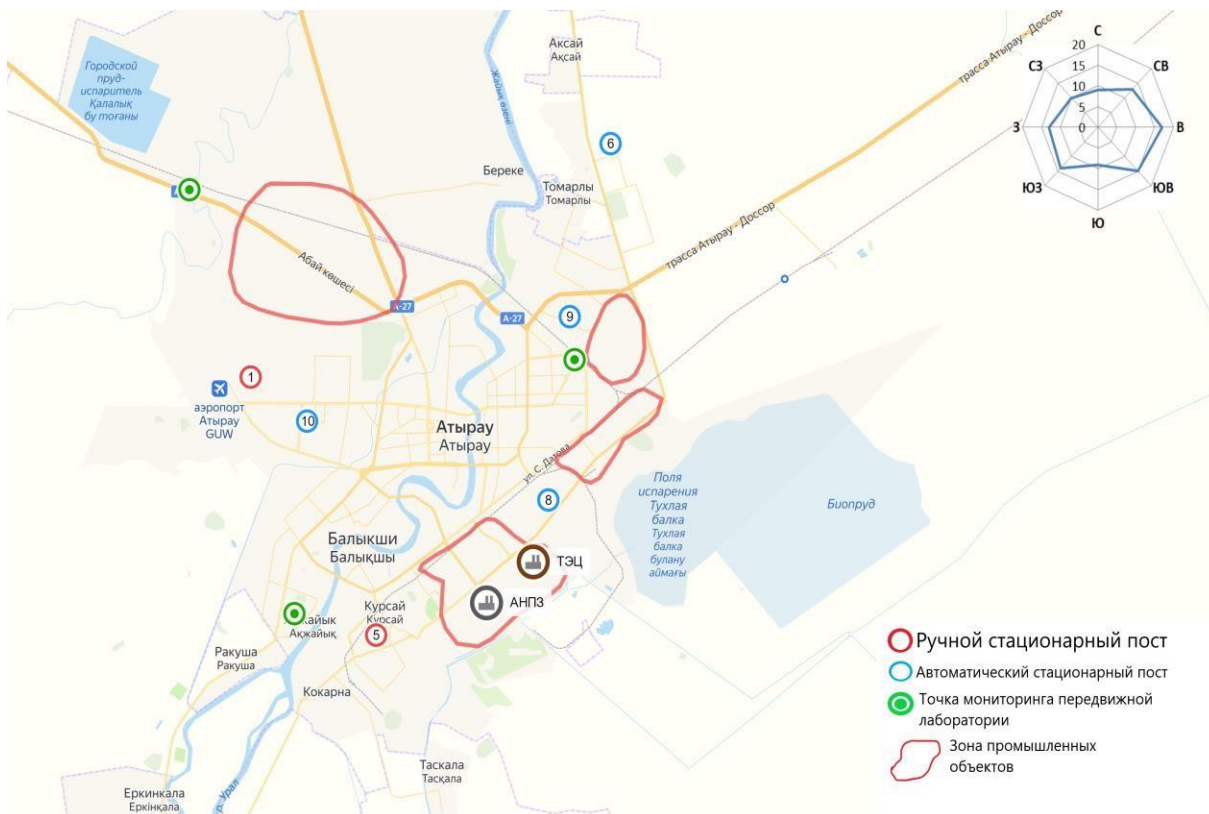 Городской
пруд-
испаритель
Қалалық
бу тоғаны
Аксай
Ақсай
Жайық өзені
трасса Атырау - Доссор
С
СВ
В
ЮВ
Ю
ЮЗ
З
СЗ
20
15
10
5
0
6
Береке
Томарлы
Томарлы
трасса Атырау - Доссор
Абай көшесі
А-27
А-27
9
1
аэропорт
Атырау
GUW
10
Атырау
Атырау
ул. С. Датова
8
Поля
испарения
Тухлая
балка
Тухлая
балка
булану
аймағы
Биопруд
Балыкши
Балықшы
ТЭЦ
АНПЗ
Курсай
Құрсай
5
Ақжайық
Ракуша
Ракуша
Кокарна
Таскала
Тасқала
Еркинкала
Еркінқала
р. Урал
Ручной стационарный пост
Автоматический стационарный пост
Точка мониторинга передвижной
лаборатории
Зона промышленных
объектов